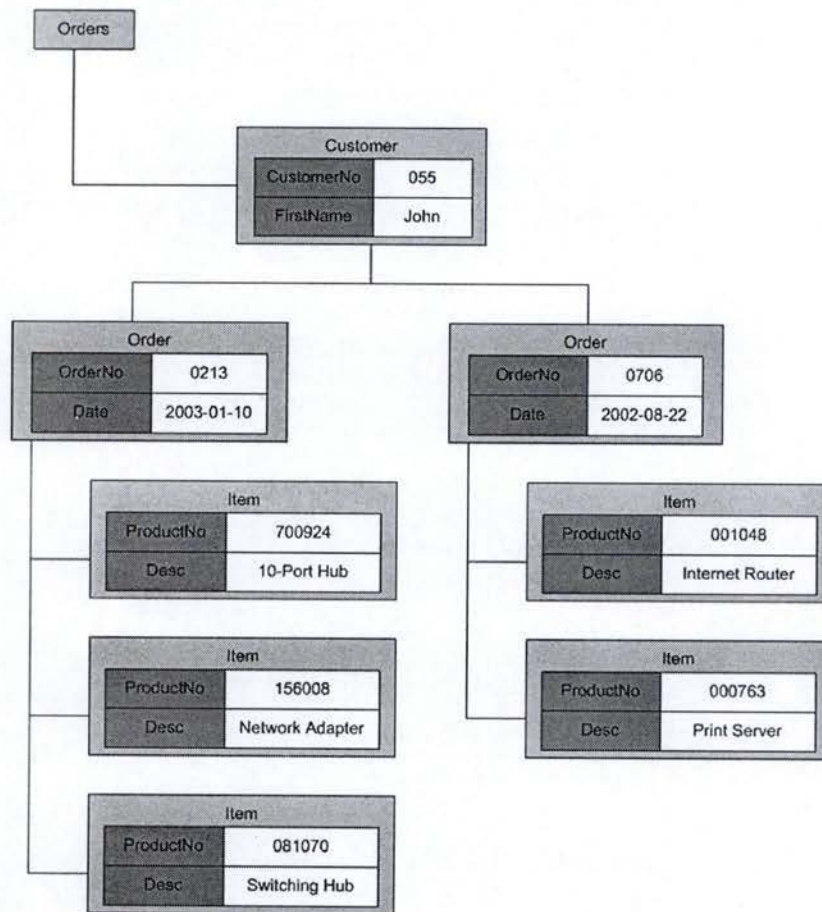 Orders
Customer
CustomerNo 055
FirstName John
Order
OrderNo 0213
Date 2003-01-10
Item
ProductNo 700924
Desc 10-Port Hub
Item
ProductNo 156008
Desc Network Adapter
Item
ProductNo 081070
Desc Switching Hub
Order
OrderNo 0706
Date 2002-08-22
Item
ProductNo 001048
Desc Internet Router
Item
ProductNo 000763
Desc Print Server